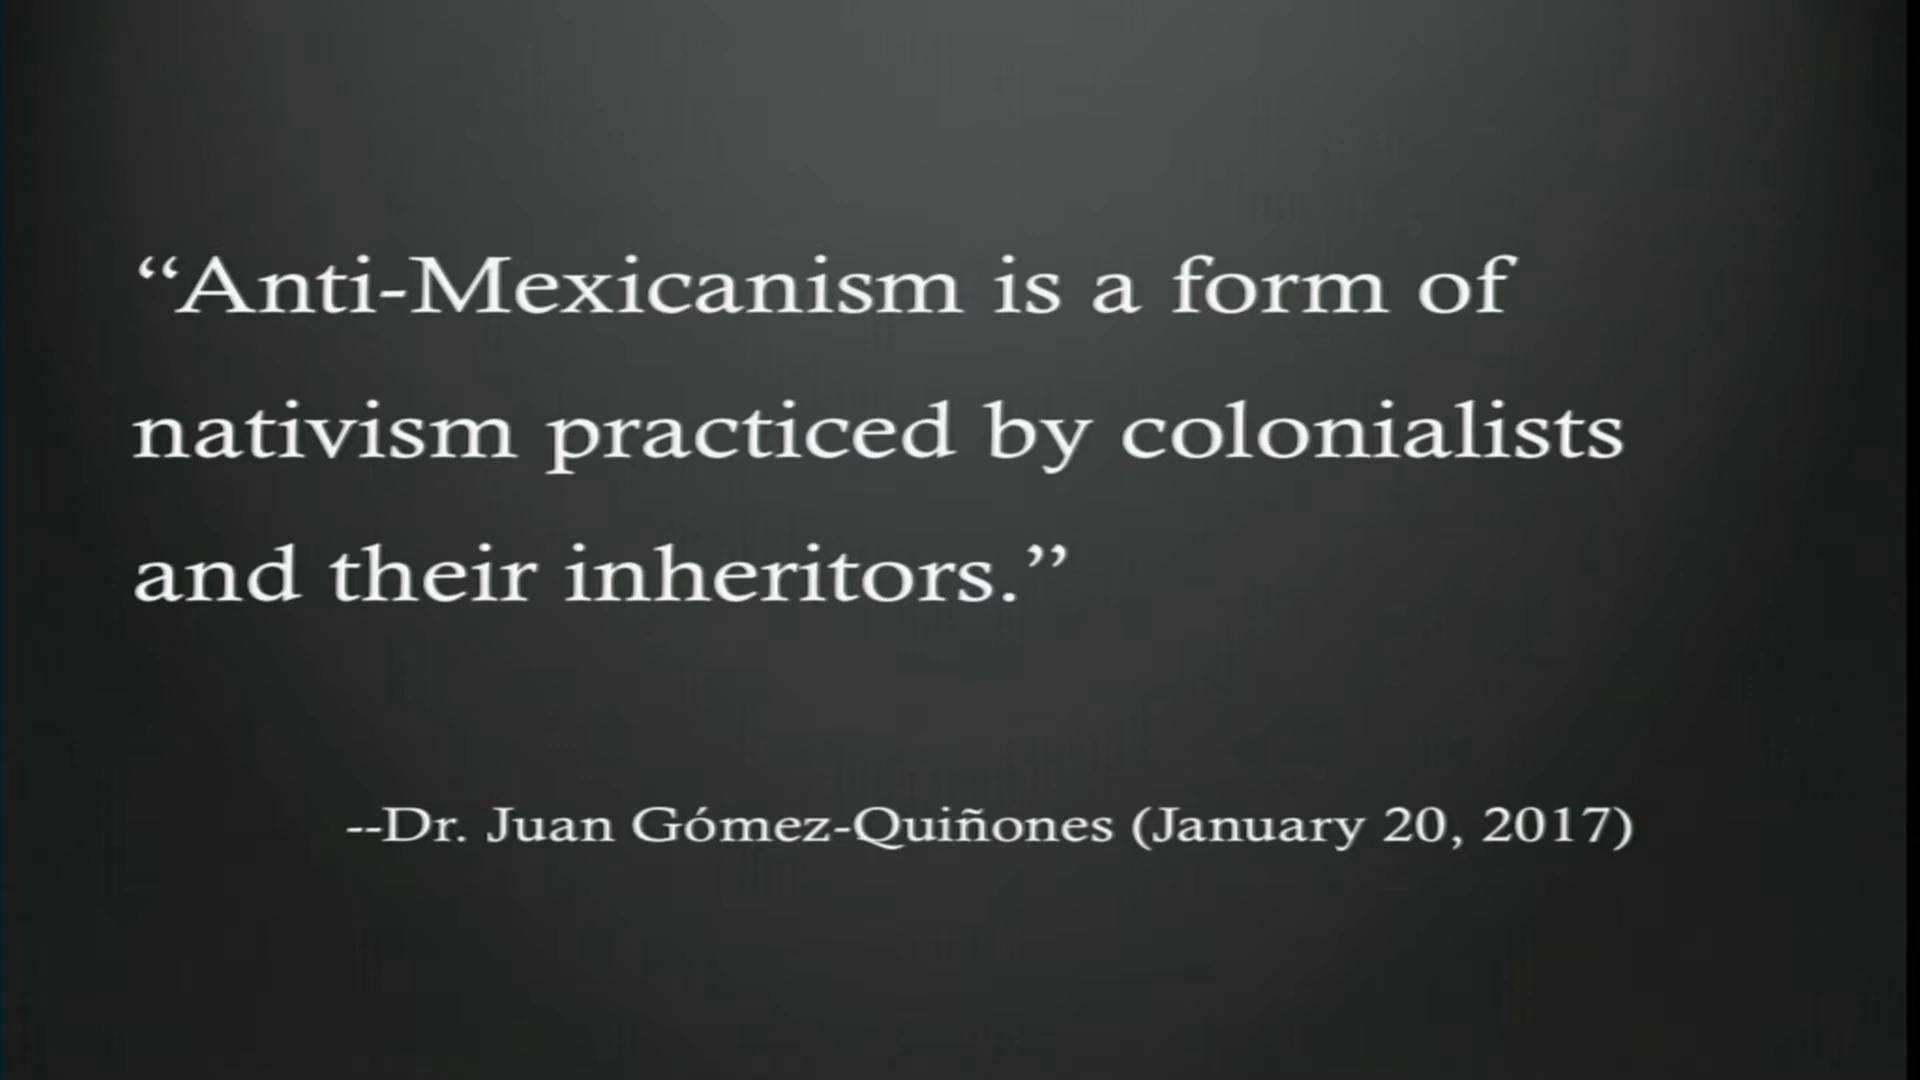 “Anti-Mexicanism is a form of
nativism practiced by colonialists
and their inheritors.”
--Dr. Juan Gómez-Quiñones (January 20, 2017)